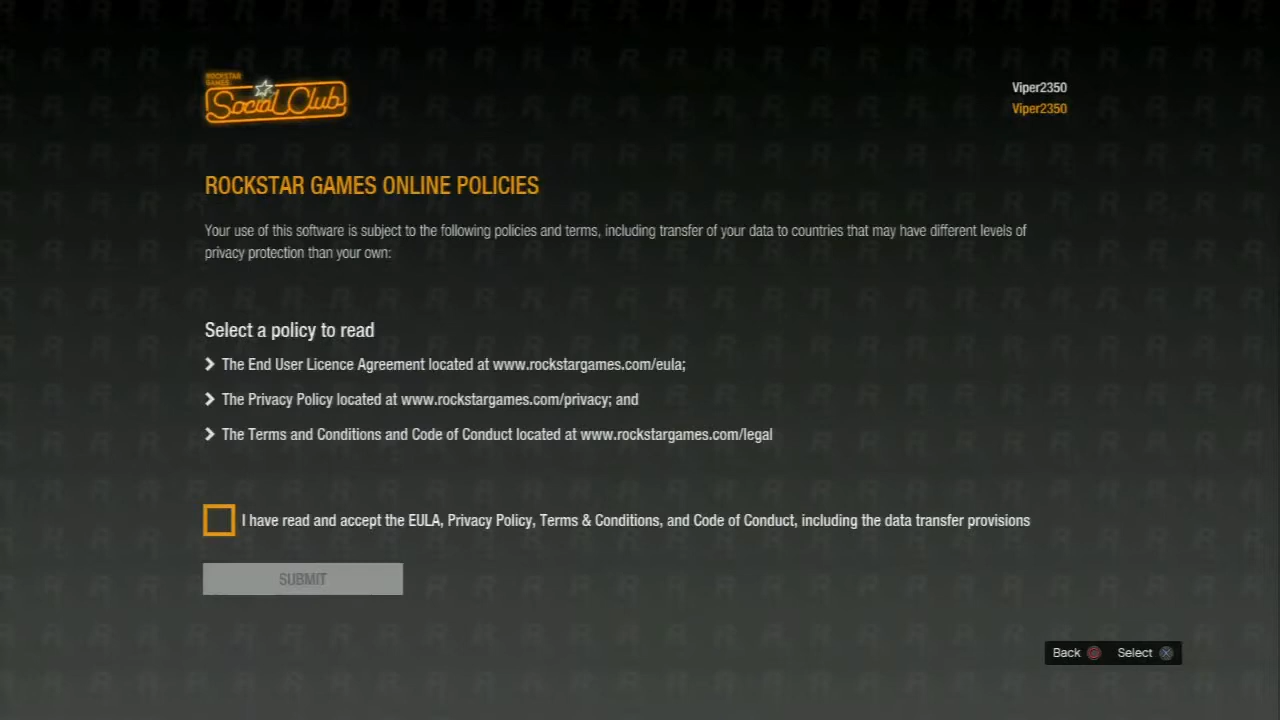 ROCKSTAR
GAMES
Social Club
Viper2350
Viper2350
ROCKSTAR GAMES ONLINE POLICIES
Your use of this software is subject to the following policies and terms, including transfer of your data to countries that may have different levels of
privacy protection than your own:
Select a policy to read
The End User Licence Agreement located at www.rockstargames.com/eula;
The Privacy Policy located at www.rockstargames.com/privacy; and
The Terms and Conditions and Code of Conduct located at www.rockstargames.com/legal
I have read and accept the EULA, Privacy Policy, Terms & Conditions, and Code of Conduct, including the data transfer provisions
SUBMIT
Back Select